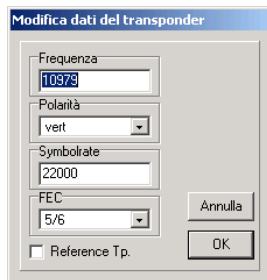 Modifica dati del transponder
Frequenza
10979
Polarità
vert
Symbolrate
22000
FEC
5/6
Annulla
Reference Tp.
OK